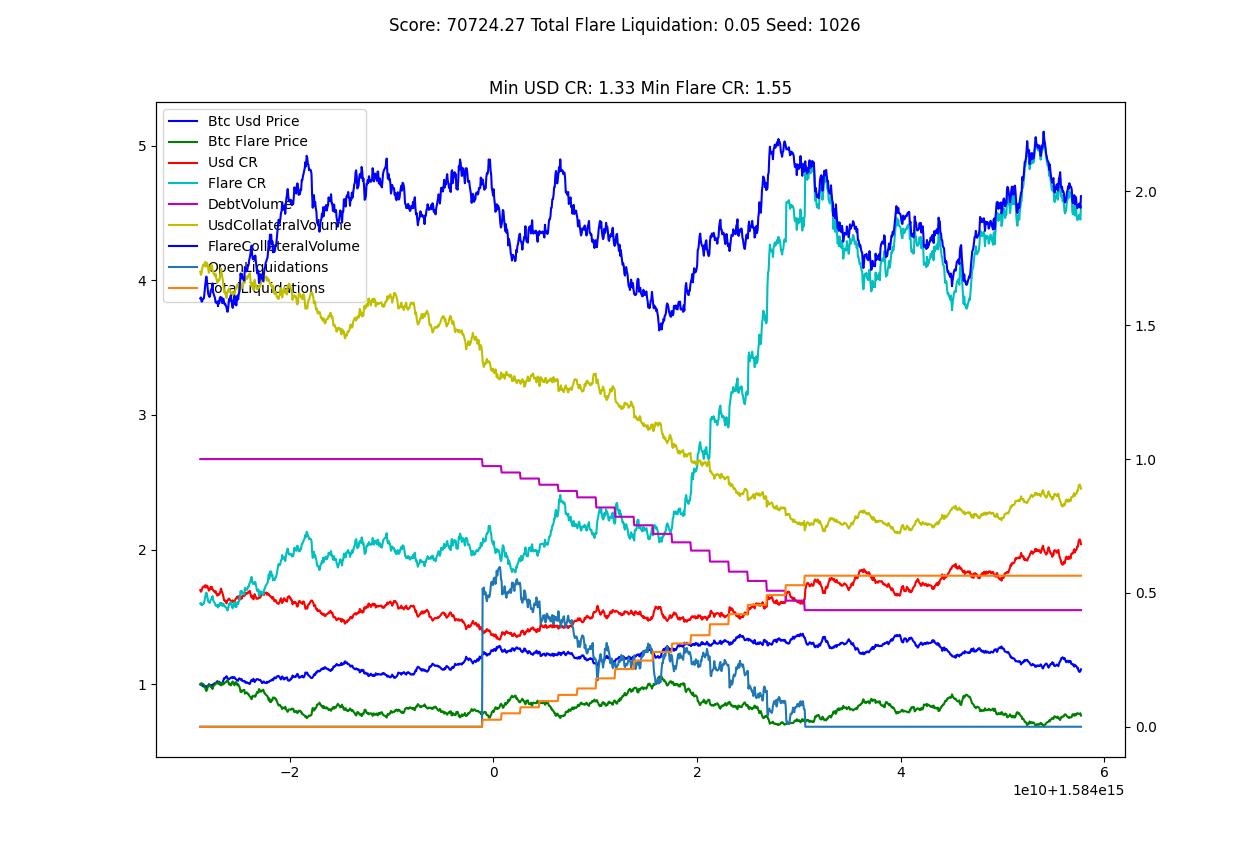 Score: 70724.27 Total Flare Liquidation: 0.05 Seed: 1026
Min USD CR: 1.33 Min Flare CR: 1.55
Btc Usd Price
Btc Flare Price
Usd CR
Flare CR
DebtVolume
UsdCollateralVolume
FlareCollateralVolume
OpenLiquidations
TotalLiquidations
5
4
3
2
1
2.0
1.5
1.0
0.5
0.0
−2
0
2
4
6
1e10+1.584e15